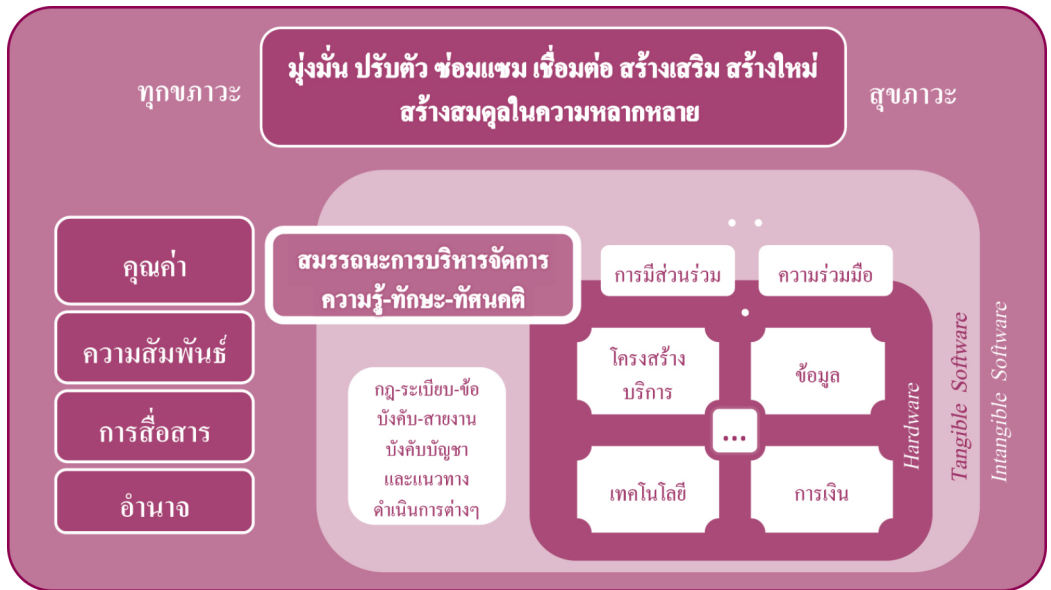 มุ่งมั่น ปรับตัว ซ่อมแซม เชื่อมต่อ สร้างเสริม สร้างใหม่
สร้างสมดุลในความหลากหลาย
ทุกขภาวะ
สุขภาวะ
คุณค่า
ความสัมพันธ์
การสื่อสาร
อำนาจ
สมรรถนะการบริหารจัดการ
ความรู้-ทักษะ-ทัศนคติ
กฎ-ระเบียบ-ข้อ
บังคับ-สายงาน
บังคับบัญชา
และแนวทาง
ดำเนินการต่างๆ
การมีส่วนร่วม
ความร่วมมือ
โครงสร้าง
บริการ
ข้อมูล
...
เทคโนโลยี
การเงิน
Hardware
Tangible Software
Intangible Software